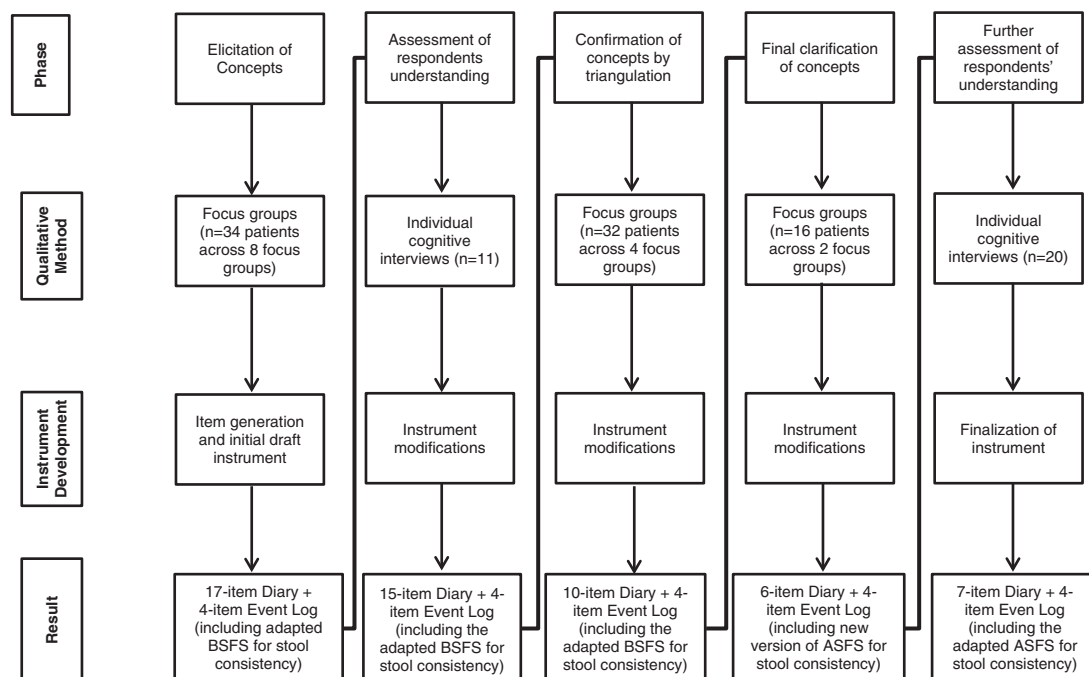 Phase
Elicitation of
Concepts
Assessment of
respondents
understanding
Confirmation of
concepts by
triangulation
Final clarification
of concepts
Further
assessment of
respondents'
understanding
Qualitative
Method
Focus groups
(n=34 patients
across 8 focus
groups)
Individual
cognitive
interviews (n=11)
Focus groups
(n=32 patients
across 4 focus
groups)
Focus groups
(n=16 patients
across 2 focus
groups)
Individual
cognitive
interviews (n=20)
Instrument
Development
Item generation
and initial draft
instrument
Instrument
modifications
Instrument
modifications
Instrument
modifications
Finalization of
instrument
Result
17-item Diary +
4-item Event Log
(including adapted
BSFS for stool
consistency)
15-item Diary + 4-
item Event Log
(including the
adapted BSFS for
stool consistency)
10-item Diary + 4-
item Event Log
(including the
adapted BSFS for
stool consistency)
6-item Diary + 4-
item Event Log
(including new
version of ASFS for
stool consistency)
7-item Diary + 4-
item Even Log
(including the
adapted ASFS for
stool consistency)